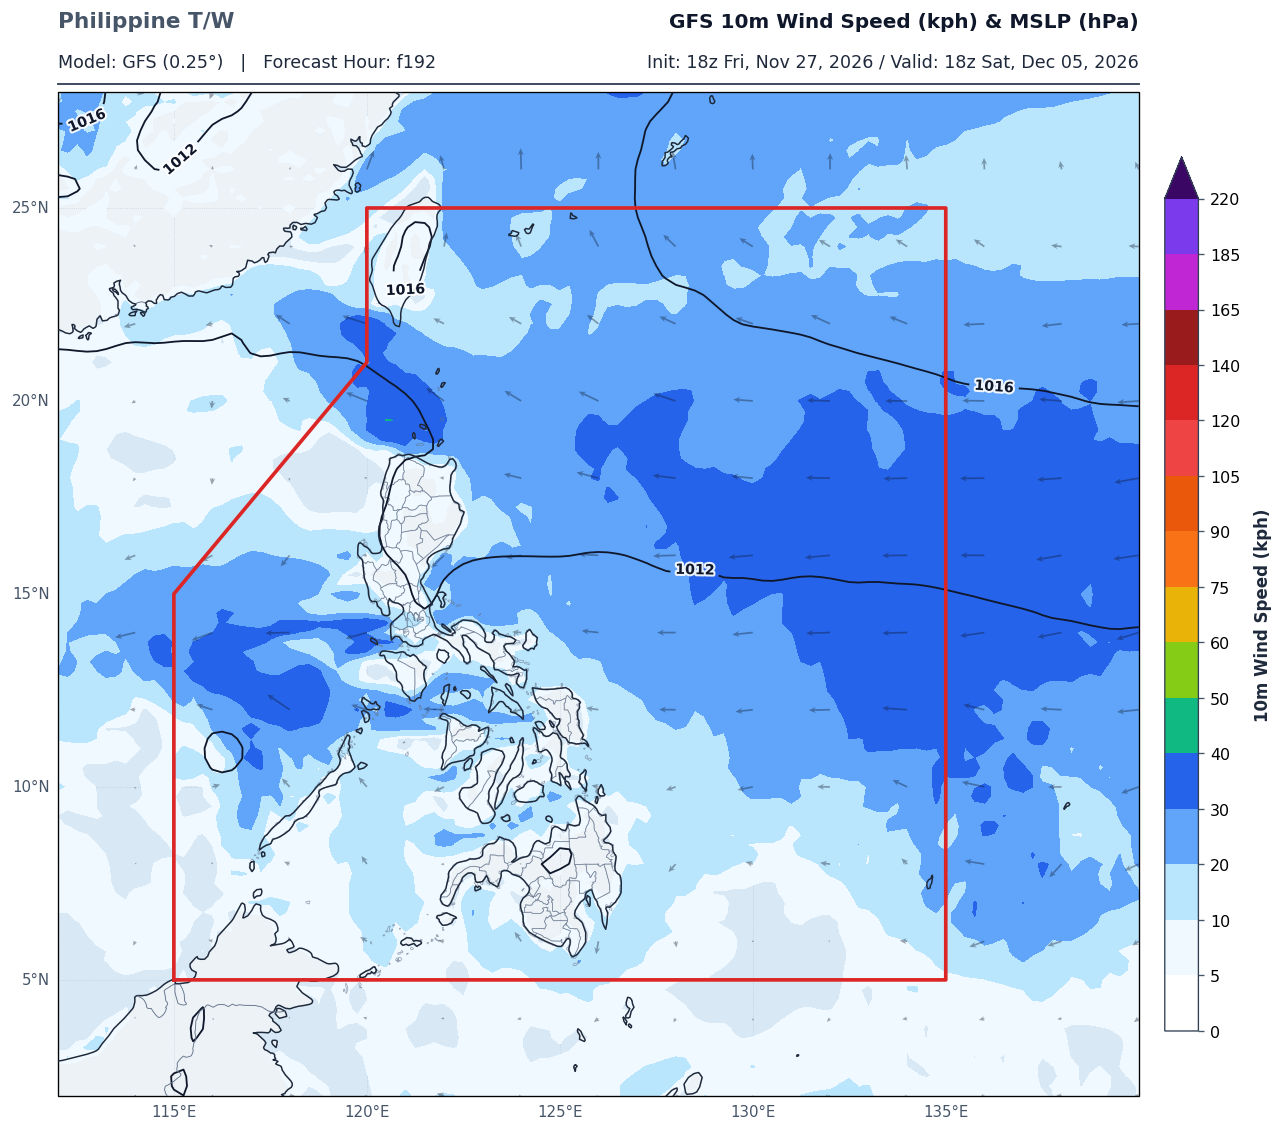 Philippine T/W
GFS 10m Wind Speed (kph) & MSLP (hPa)
Model: GFS (0.25°)   |   Forecast Hour: f192
Init: 18z Fri, Nov 27, 2026 / Valid: 18z Sat, Dec 05, 2026
1016
1012
1016
1016
1012
25°N
20°N
15°N
10°N
5°N
115°E
120°E
125°E
130°E
135°E
220
185
165
140
120
105
90
75
60
50
40
30
20
10
5
0
10m Wind Speed (kph)